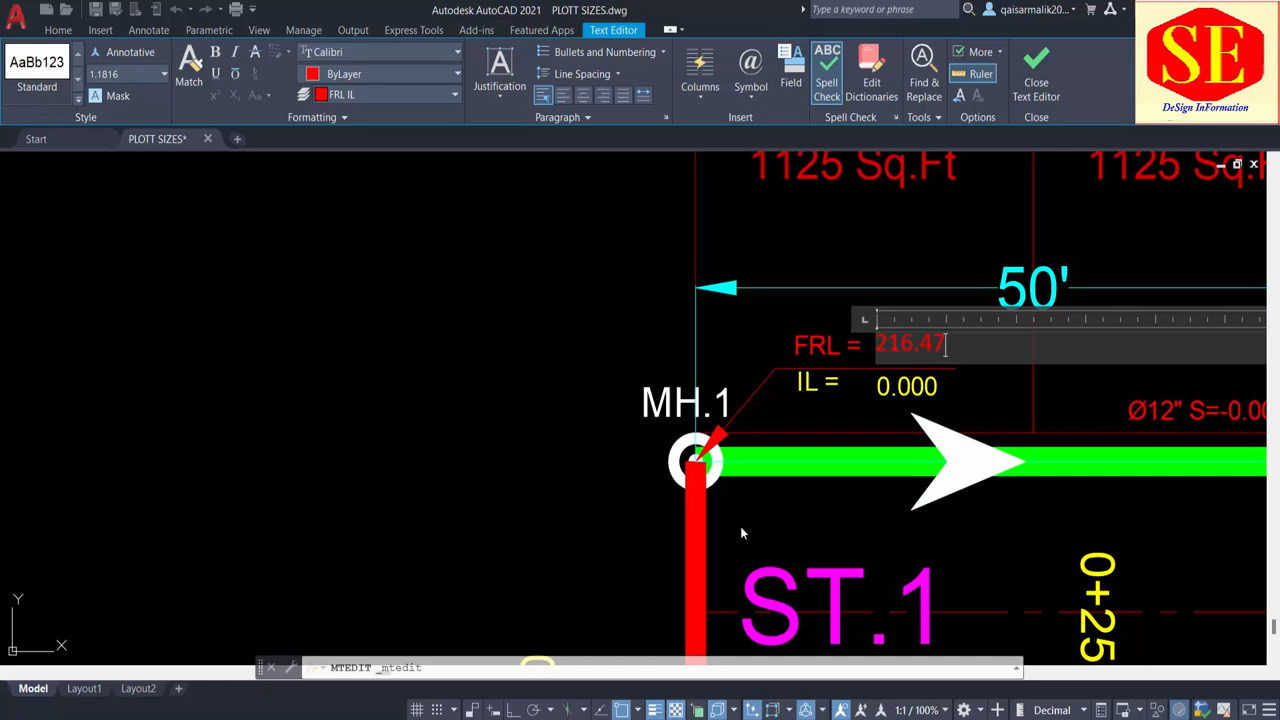 Autodesk AutoCAD 2021 PLOTT SIZES.dwg
Type a keyword or phrase
qaisarmalik20...
Home Insert Annotate Parametric View Manage Output Express Tools Add-ins Featured Apps Text Editor
AaBb123
Standard
Annotative
1.1816
Mask
Style
Match
B I A
U O
Calibri
ByLayer
FRL IL
Formatting
Justification
Bullets and Numbering
Line Spacing
Paragraph
Columns
Symbol
@
Field
Insert
ABC
Spell
Check
Edit
Dictionaries
Spell Check
Find &
Replace
Tools
More
Ruler
Options
Close
Text Editor
Close
SE
DeSign InFormation
Start PLOTT SIZES*
1125 Sq.Ft
50'
FRL = 216.47
IL = 0.000
MH.1
Ø12" S=-0.00
ST.1
0+25
Y
X
MTEDIT _mtedit
Model Layout1 Layout2
1:1 / 100%
Decimal